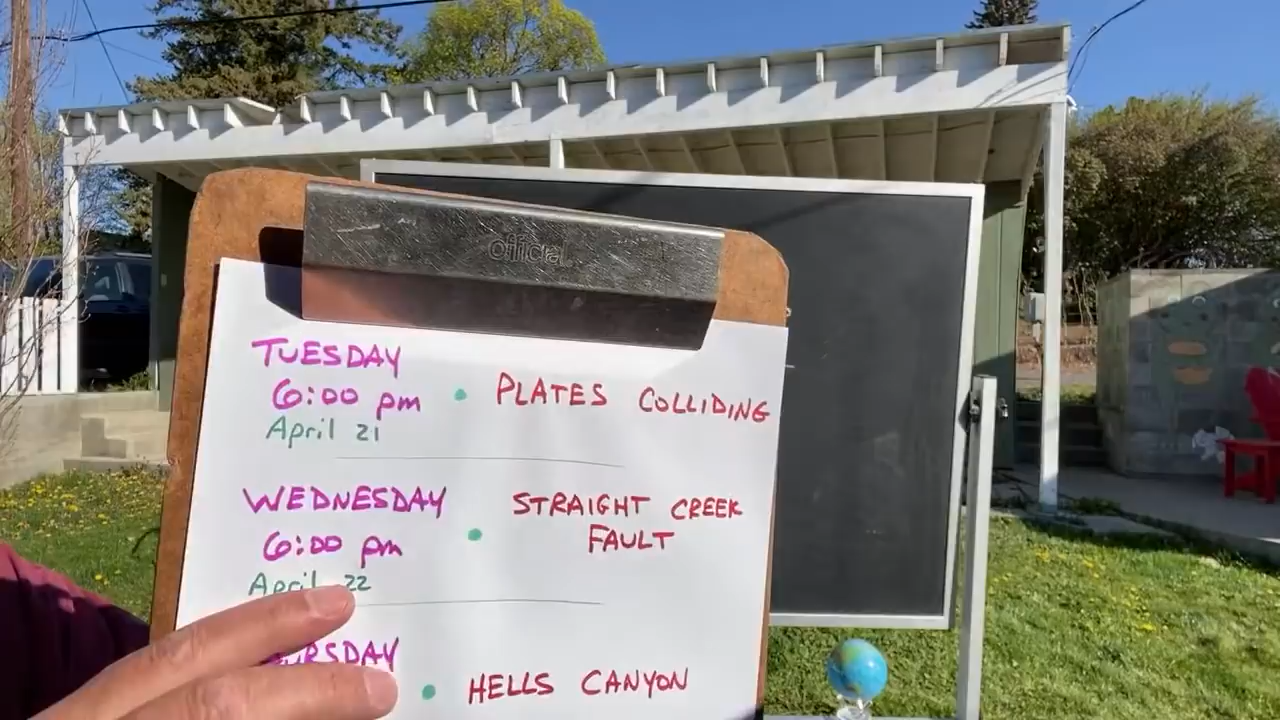 official
TUESDAY
6:00 pm • PLATES COLLIDING
April 21
WEDNESDAY
6:00 pm • STRAIGHT CREEK
FAULT
April 22
HELLS CANYON